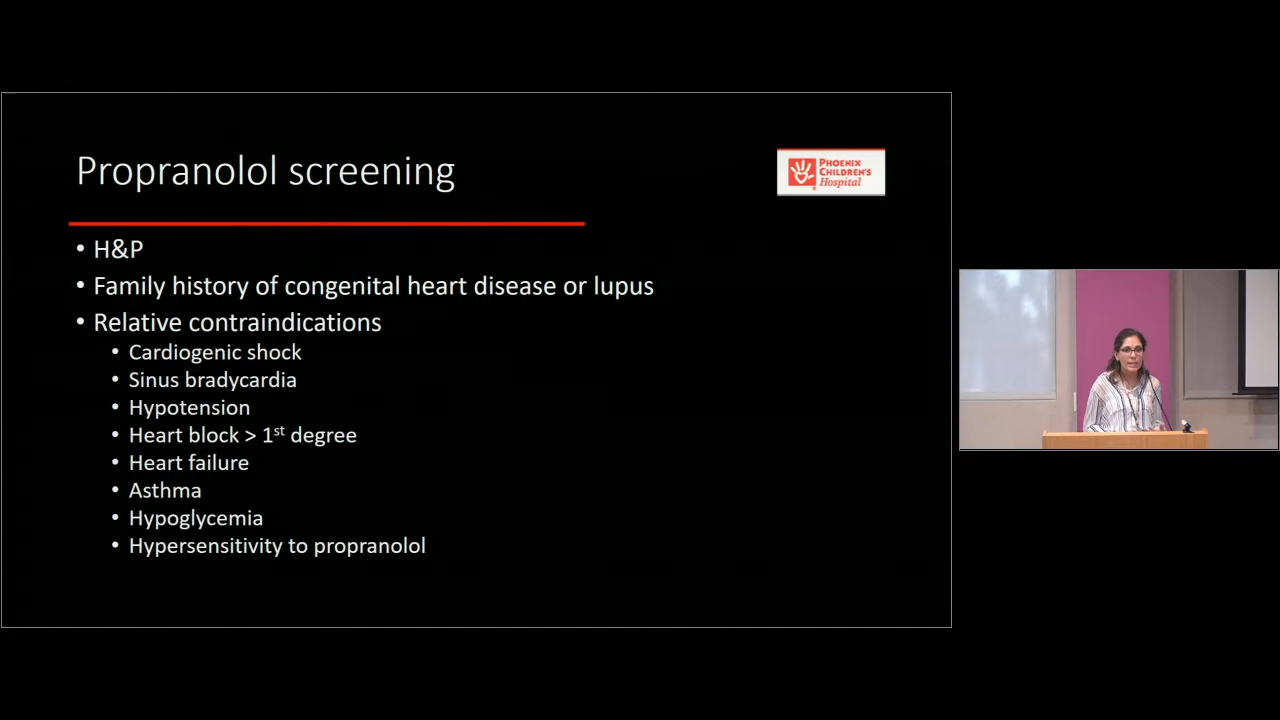 Propranolol screening
PHOENIX
CHILDREN'S
Hospital
• H&P
• Family history of congenital heart disease or lupus
• Relative contraindications
• Cardiogenic shock
• Sinus bradycardia
• Hypotension
• Heart block > 1st degree
• Heart failure
• Asthma
• Hypoglycemia
• Hypersensitivity to propranolol